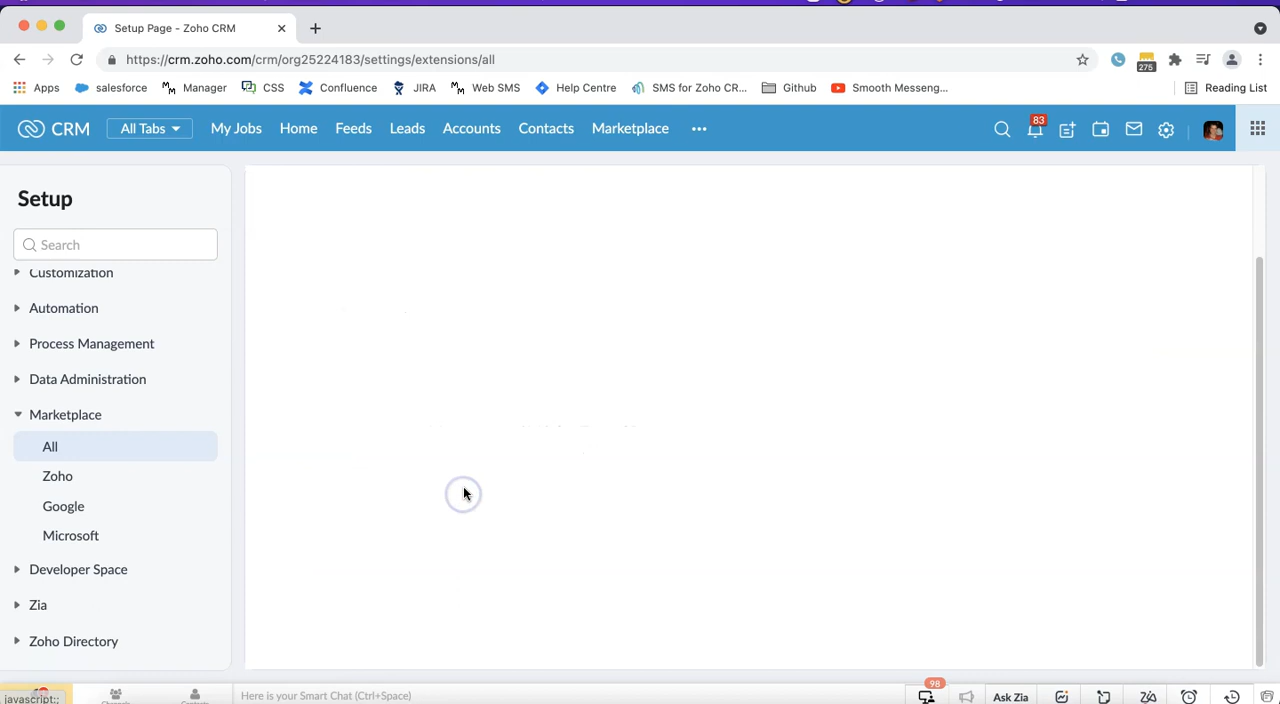 Setup Page - Zoho CRM
https://crm.zoho.com/crm/org25224183/settings/extensions/all
275
Apps salesforce Manager CSS Confluence JIRA Web SMS Help Centre SMS for Zoho CR... Github Smooth Messeng... Reading List
CRM All Tabs My Jobs Home Feeds Leads Accounts Contacts Marketplace ••• 83
Setup
Search
Customization
Automation
Process Management
Data Administration
Marketplace
All
Zoho
Google
Microsoft
Developer Space
Zia
Zoho Directory
javascript:;
Contacts
Here is your Smart Chat (Ctrl+Space)
98
Ask Zia